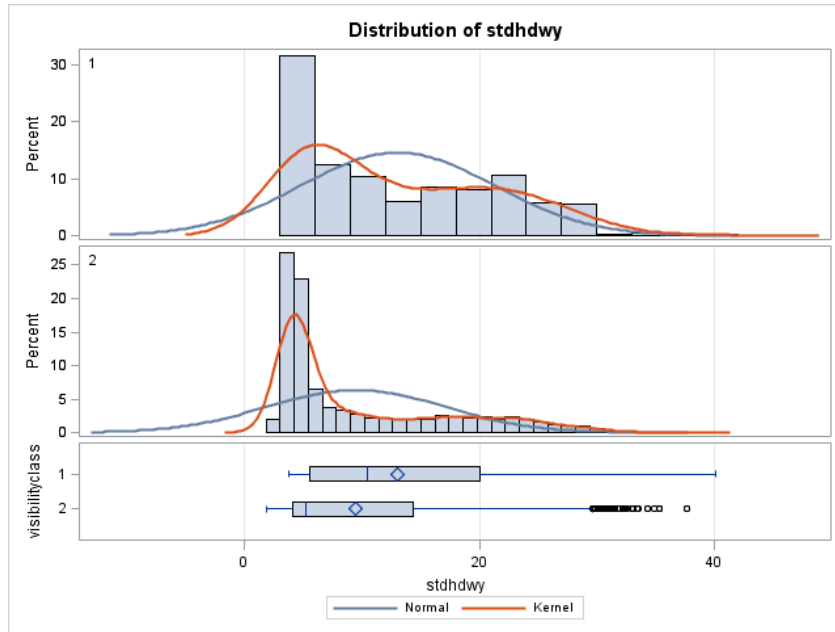 Distribution of stdhdwy
1
30
20
10
0
Percent
2
25
20
15
10
5
0
Percent
1
2
visibilityclass
0 20 40
stdhdwy
Normal Kernel